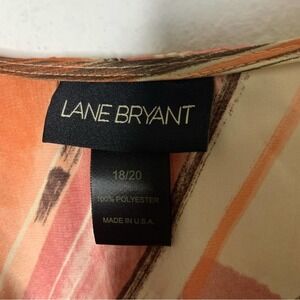 LANE BRYANT
18/20
100% POLYESTER
MADE IN U.S.A.